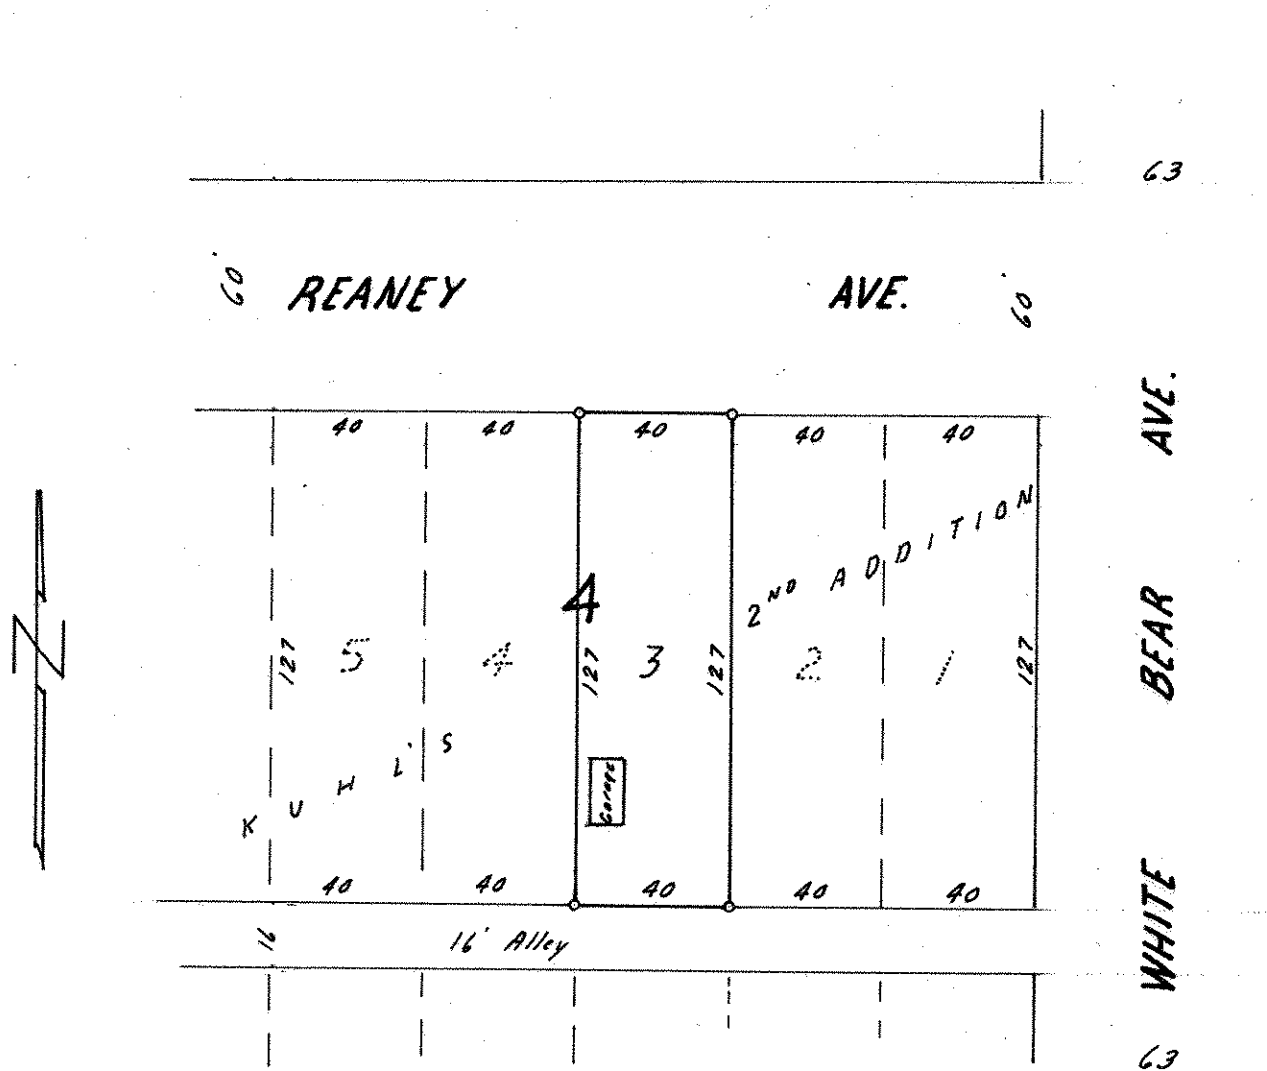 63
60'
REANEY AVE.
60'
40 40 40 40 40
WHITE BEAR AVE.
KUHL'S 2ND ADDITION
4
127 5 4 127 3 127 2 1 127
Garage
40 40 40 40 40
16
16' Alley
63
N